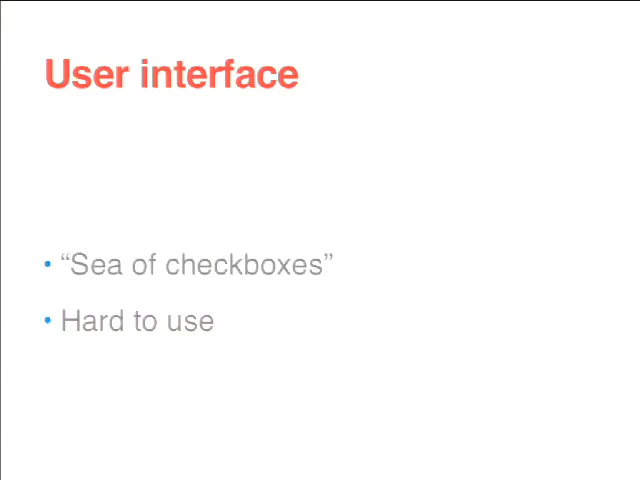 User interface
• “Sea of checkboxes”
• Hard to use